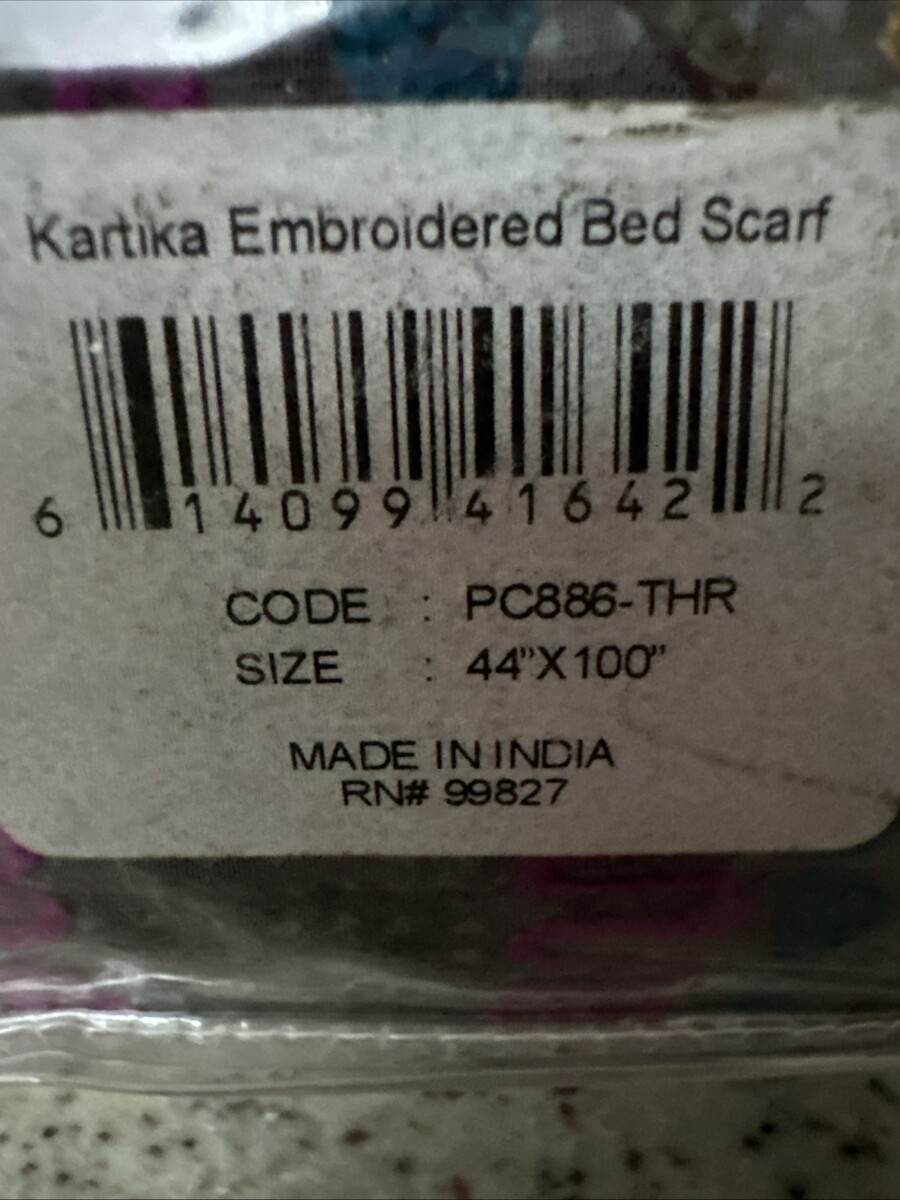 Kartika Embroidered Bed Scarf
6 14099 41642 2
CODE : PC886-THR
SIZE : 44"X100"
MADE IN INDIA
RN# 99827